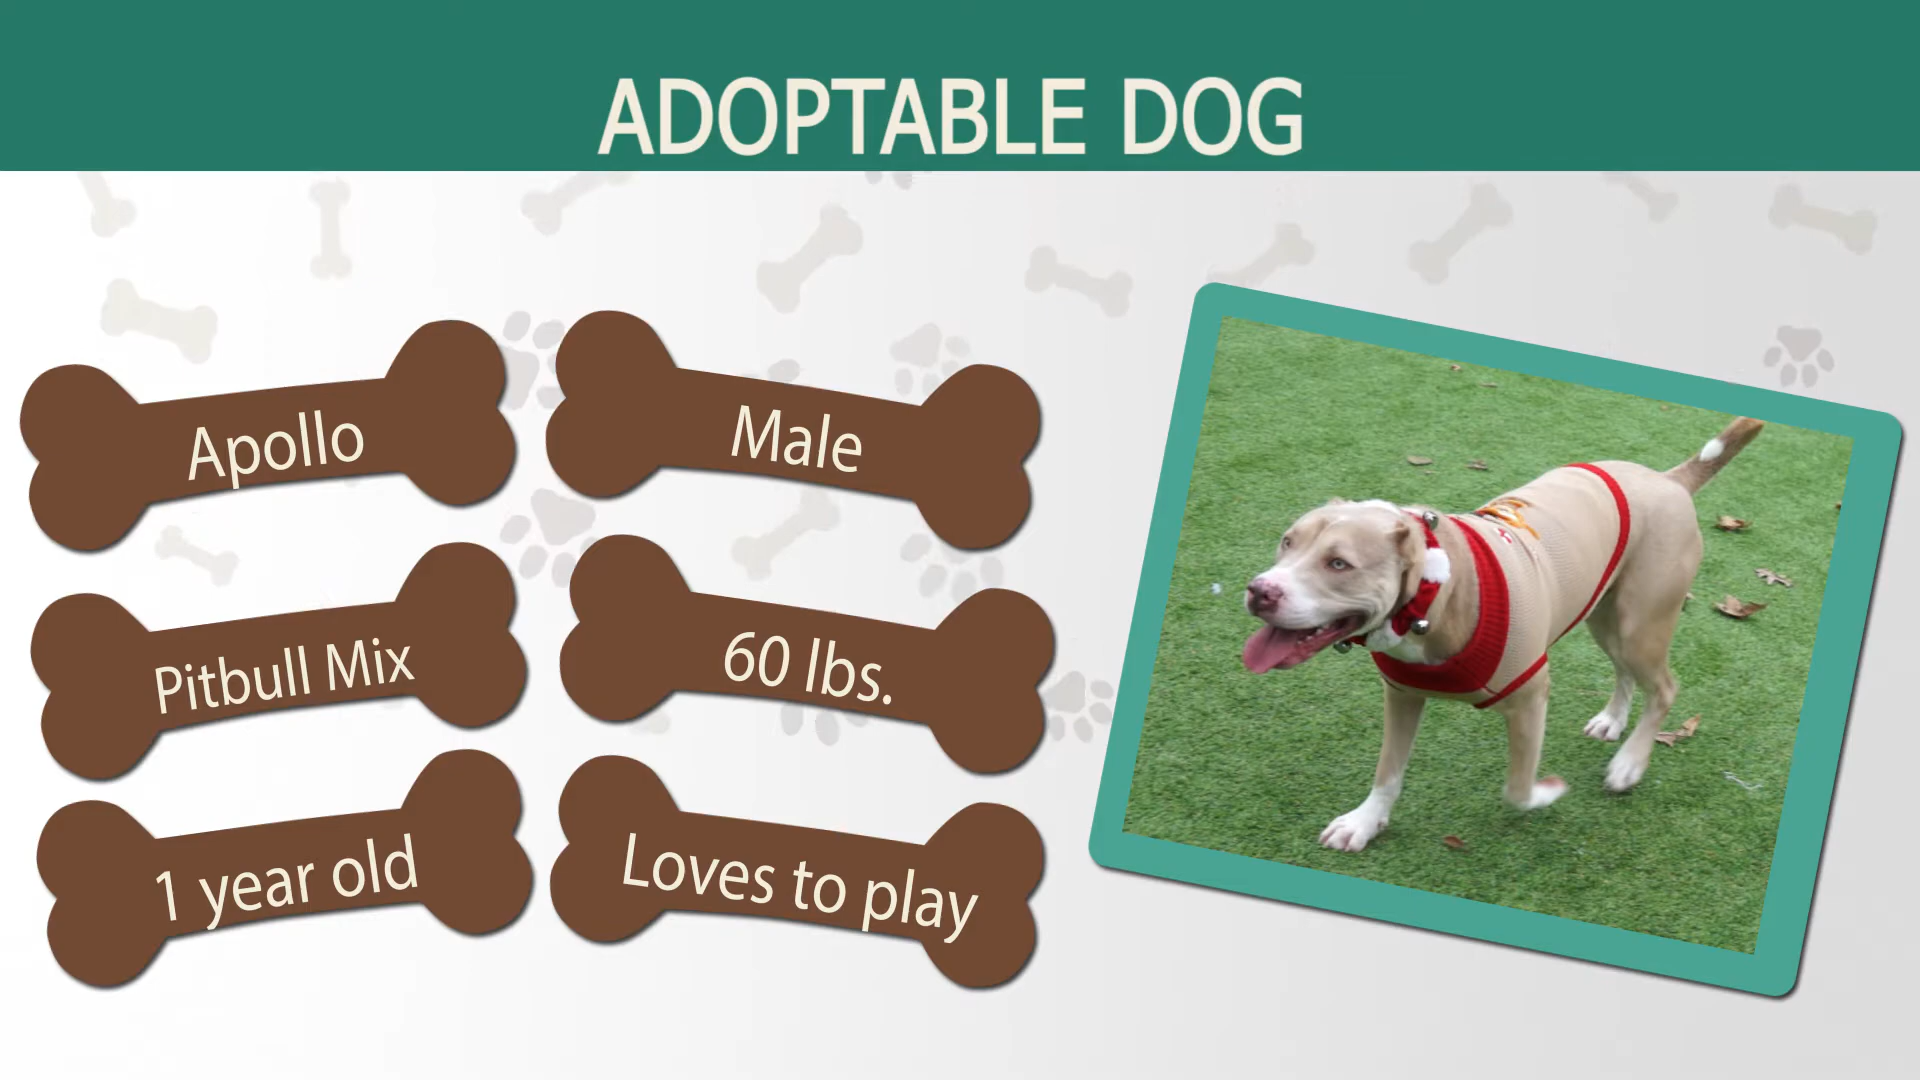 ADOPTABLE DOG
Apollo
Male
Pitbull Mix
60 lbs.
1 year old
Loves to play